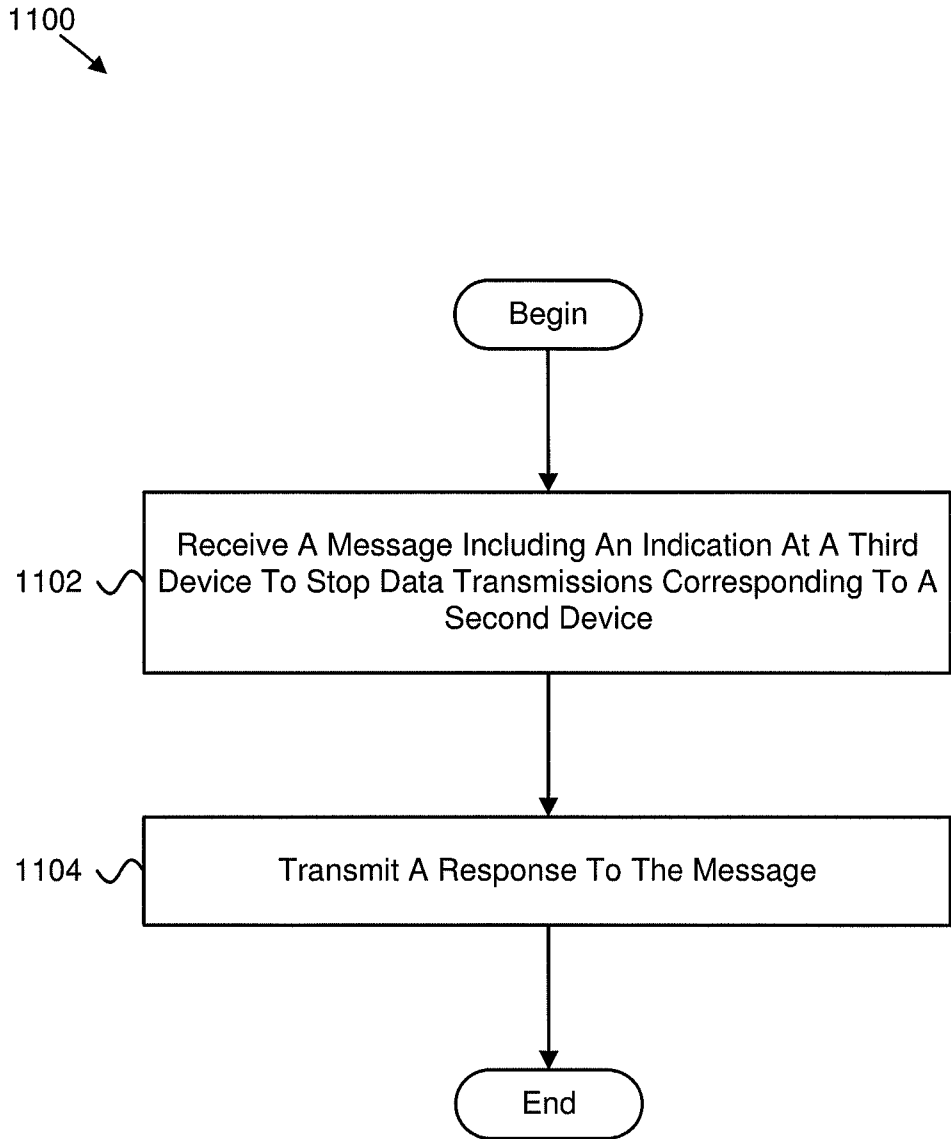 1100
Begin
1102
Receive A Message Including An Indication At A Third
Device To Stop Data Transmissions Corresponding To A
Second Device
1104
Transmit A Response To The Message
End